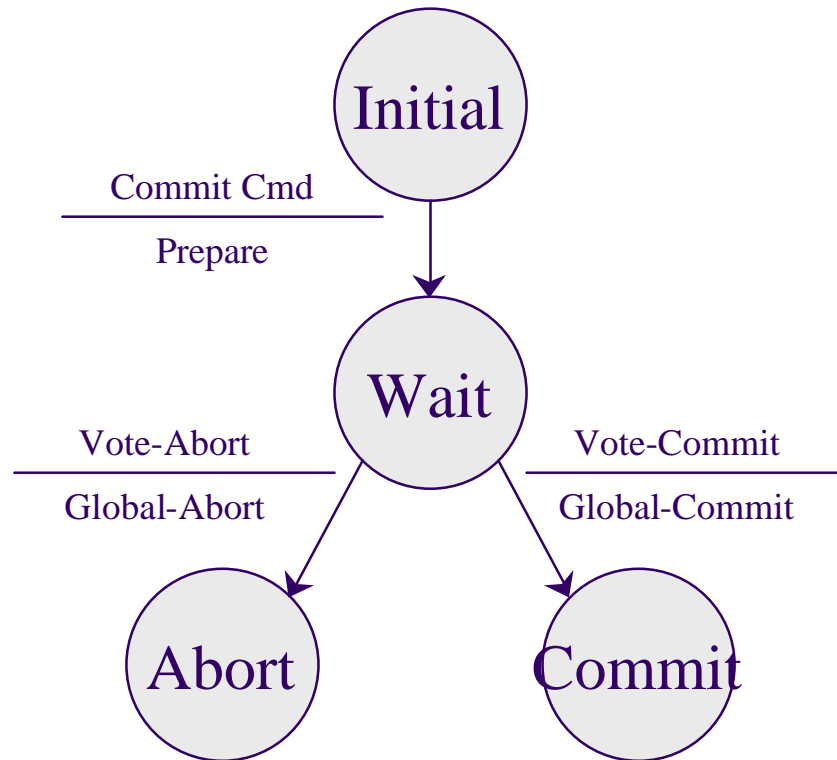 Initial
Commit Cmd
Prepare
Wait
Vote-Abort
Global-Abort
Vote-Commit
Global-Commit
Abort
Commit